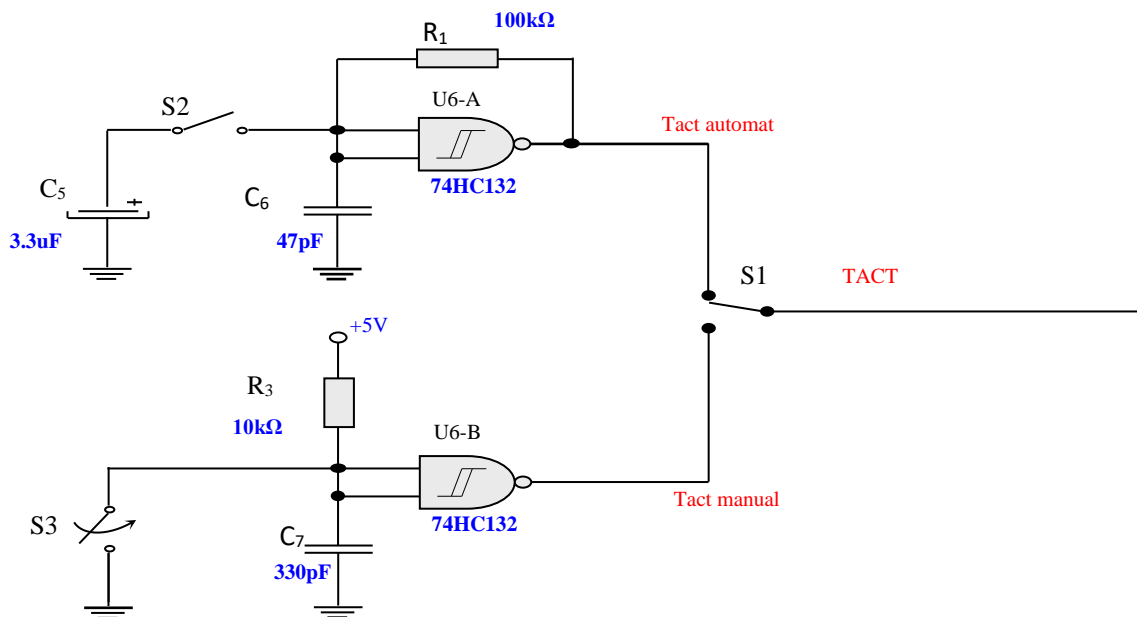 100kΩ
R₁
U6-A
S2
Tact automat
74HC132
C₅
+
C₆
3.3uF
47pF
S1
TACT
+5V
R₃
10kΩ
U6-B
Tact manual
S3
74HC132
C₇
330pF